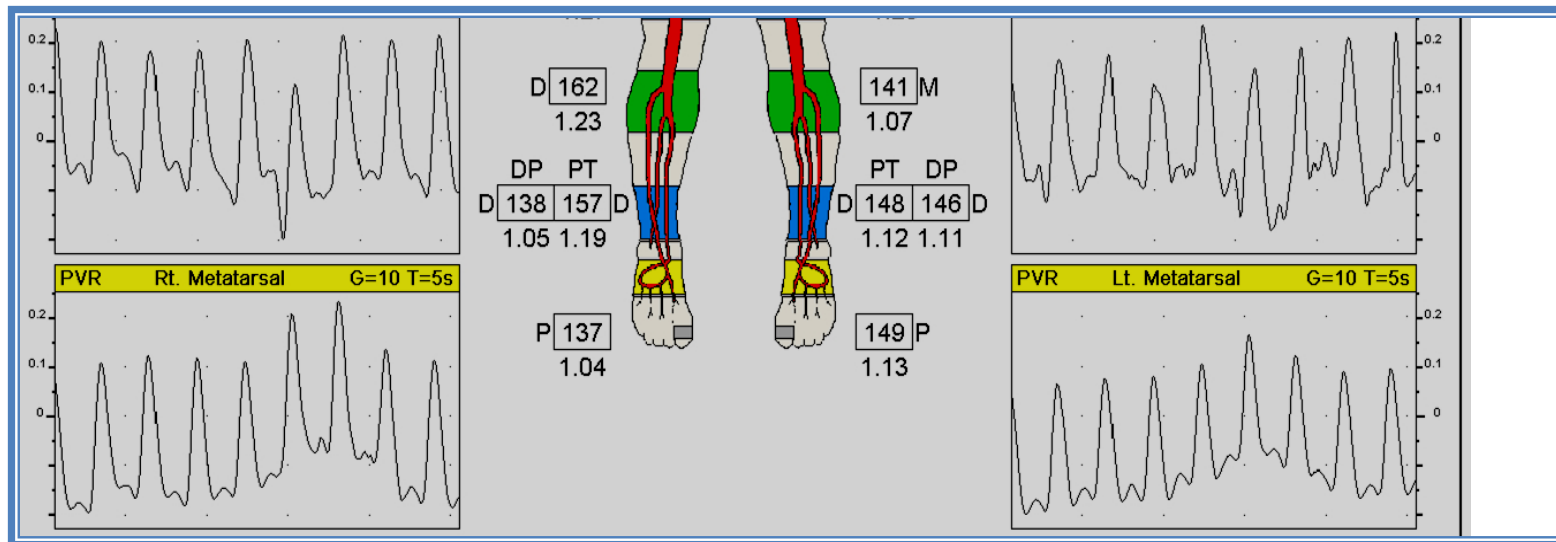 0.2
0.1
0
D 162
1.23
141 M
1.07
0.2
0.1
0
DP PT
D 138 157 D
1.05 1.19
PT DP
D 148 146 D
1.12 1.11
PVR Rt. Metatarsal G=10 T=5s
0.2
0.1
0
P 137
1.04
149 P
1.13
PVR Lt. Metatarsal G=10 T=5s
0.2
0.1
0